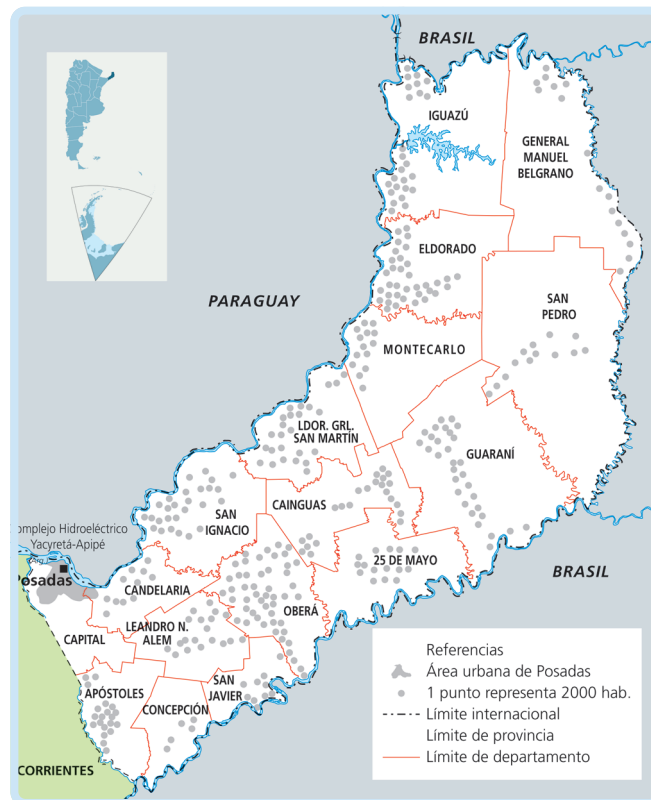 BRASIL
IGUAZÚ
GENERAL
MANUEL
BELGRANO
ELDORADO
PARAGUAY
SAN
PEDRO
MONTECARLO
LDOR. GRL.
SAN MARTÍN
GUARANÍ
SAN
IGNACIO
CAINGUAS
omplejo Hidroeléctrico
Yacyretá-Apipé
25 DE MAYO
BRASIL
Posadas
CANDELARIA
OBERÁ
LEANDRO N.
ALEM
CAPITAL
SAN
JAVIER
APÓSTOLES
CONCEPCIÓN
CORRIENTES
Referencias
Área urbana de Posadas
1 punto representa 2000 hab.
Límite internacional
Límite de provincia
Límite de departamento